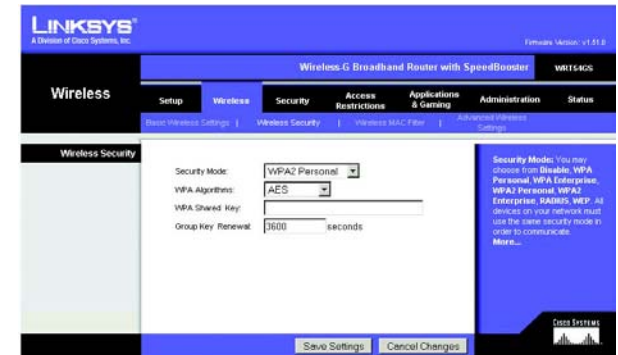 LINKSYS®
A Division of Cisco Systems, Inc.
Firmware Version: v1.51.0
Wireless-G Broadband Router with SpeedBooster WRT54GS
Wireless
Setup Wireless Security Access Restrictions Applications & Gaming Administration Status
Basic Wireless Settings | Wireless Security | Wireless MAC Filter | Advanced Wireless Settings
Wireless Security
Security Mode: WPA2 Personal
WPA Algorithms: AES
WPA Shared Key:
Group Key Renewal: 3600 seconds
Security Mode: You may
choose from Disable, WPA
Personal, WPA Enterprise,
WPA2 Personal, WPA2
Enterprise, RADIUS, WEP. All
devices on your network must
use the same security mode in
order to communicate.
More...
CISCO SYSTEMS
Save Settings Cancel Changes